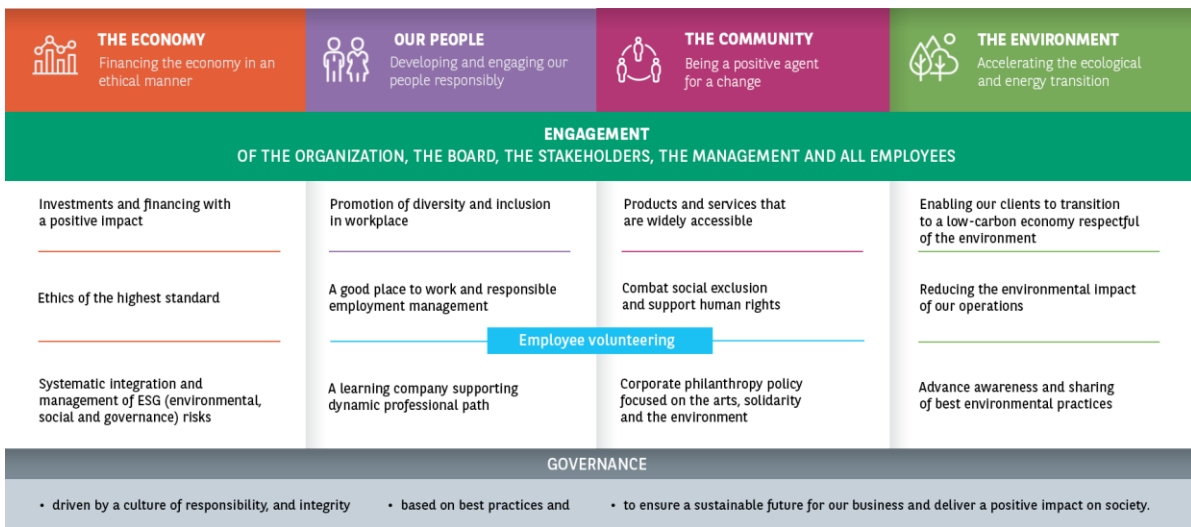 THE ECONOMY
Financing the economy in an
ethical manner
OUR PEOPLE
Developing and engaging our
people responsibly
THE COMMUNITY
Being a positive agent
for a change
THE ENVIRONMENT
Accelerating the ecological
and energy transition
ENGAGEMENT
OF THE ORGANIZATION, THE BOARD, THE STAKEHOLDERS, THE MANAGEMENT AND ALL EMPLOYEES
Investments and financing with
a positive impact
Promotion of diversity and inclusion
in workplace
Products and services that
are widely accessible
Enabling our clients to transition
to a low-carbon economy respectful
of the environment
Ethics of the highest standard
A good place to work and responsible
employment management
Combat social exclusion
and support human rights
Reducing the environmental impact
of our operations
Employee volunteering
Systematic integration and
management of ESG (environmental,
social and governance) risks
A learning company supporting
dynamic professional path
Corporate philanthropy policy
focused on the arts, solidarity
and the environment
Advance awareness and sharing
of best environmental practices
GOVERNANCE
• driven by a culture of responsibility, and integrity
• based on best practices and
• to ensure a sustainable future for our business and deliver a positive impact on society.